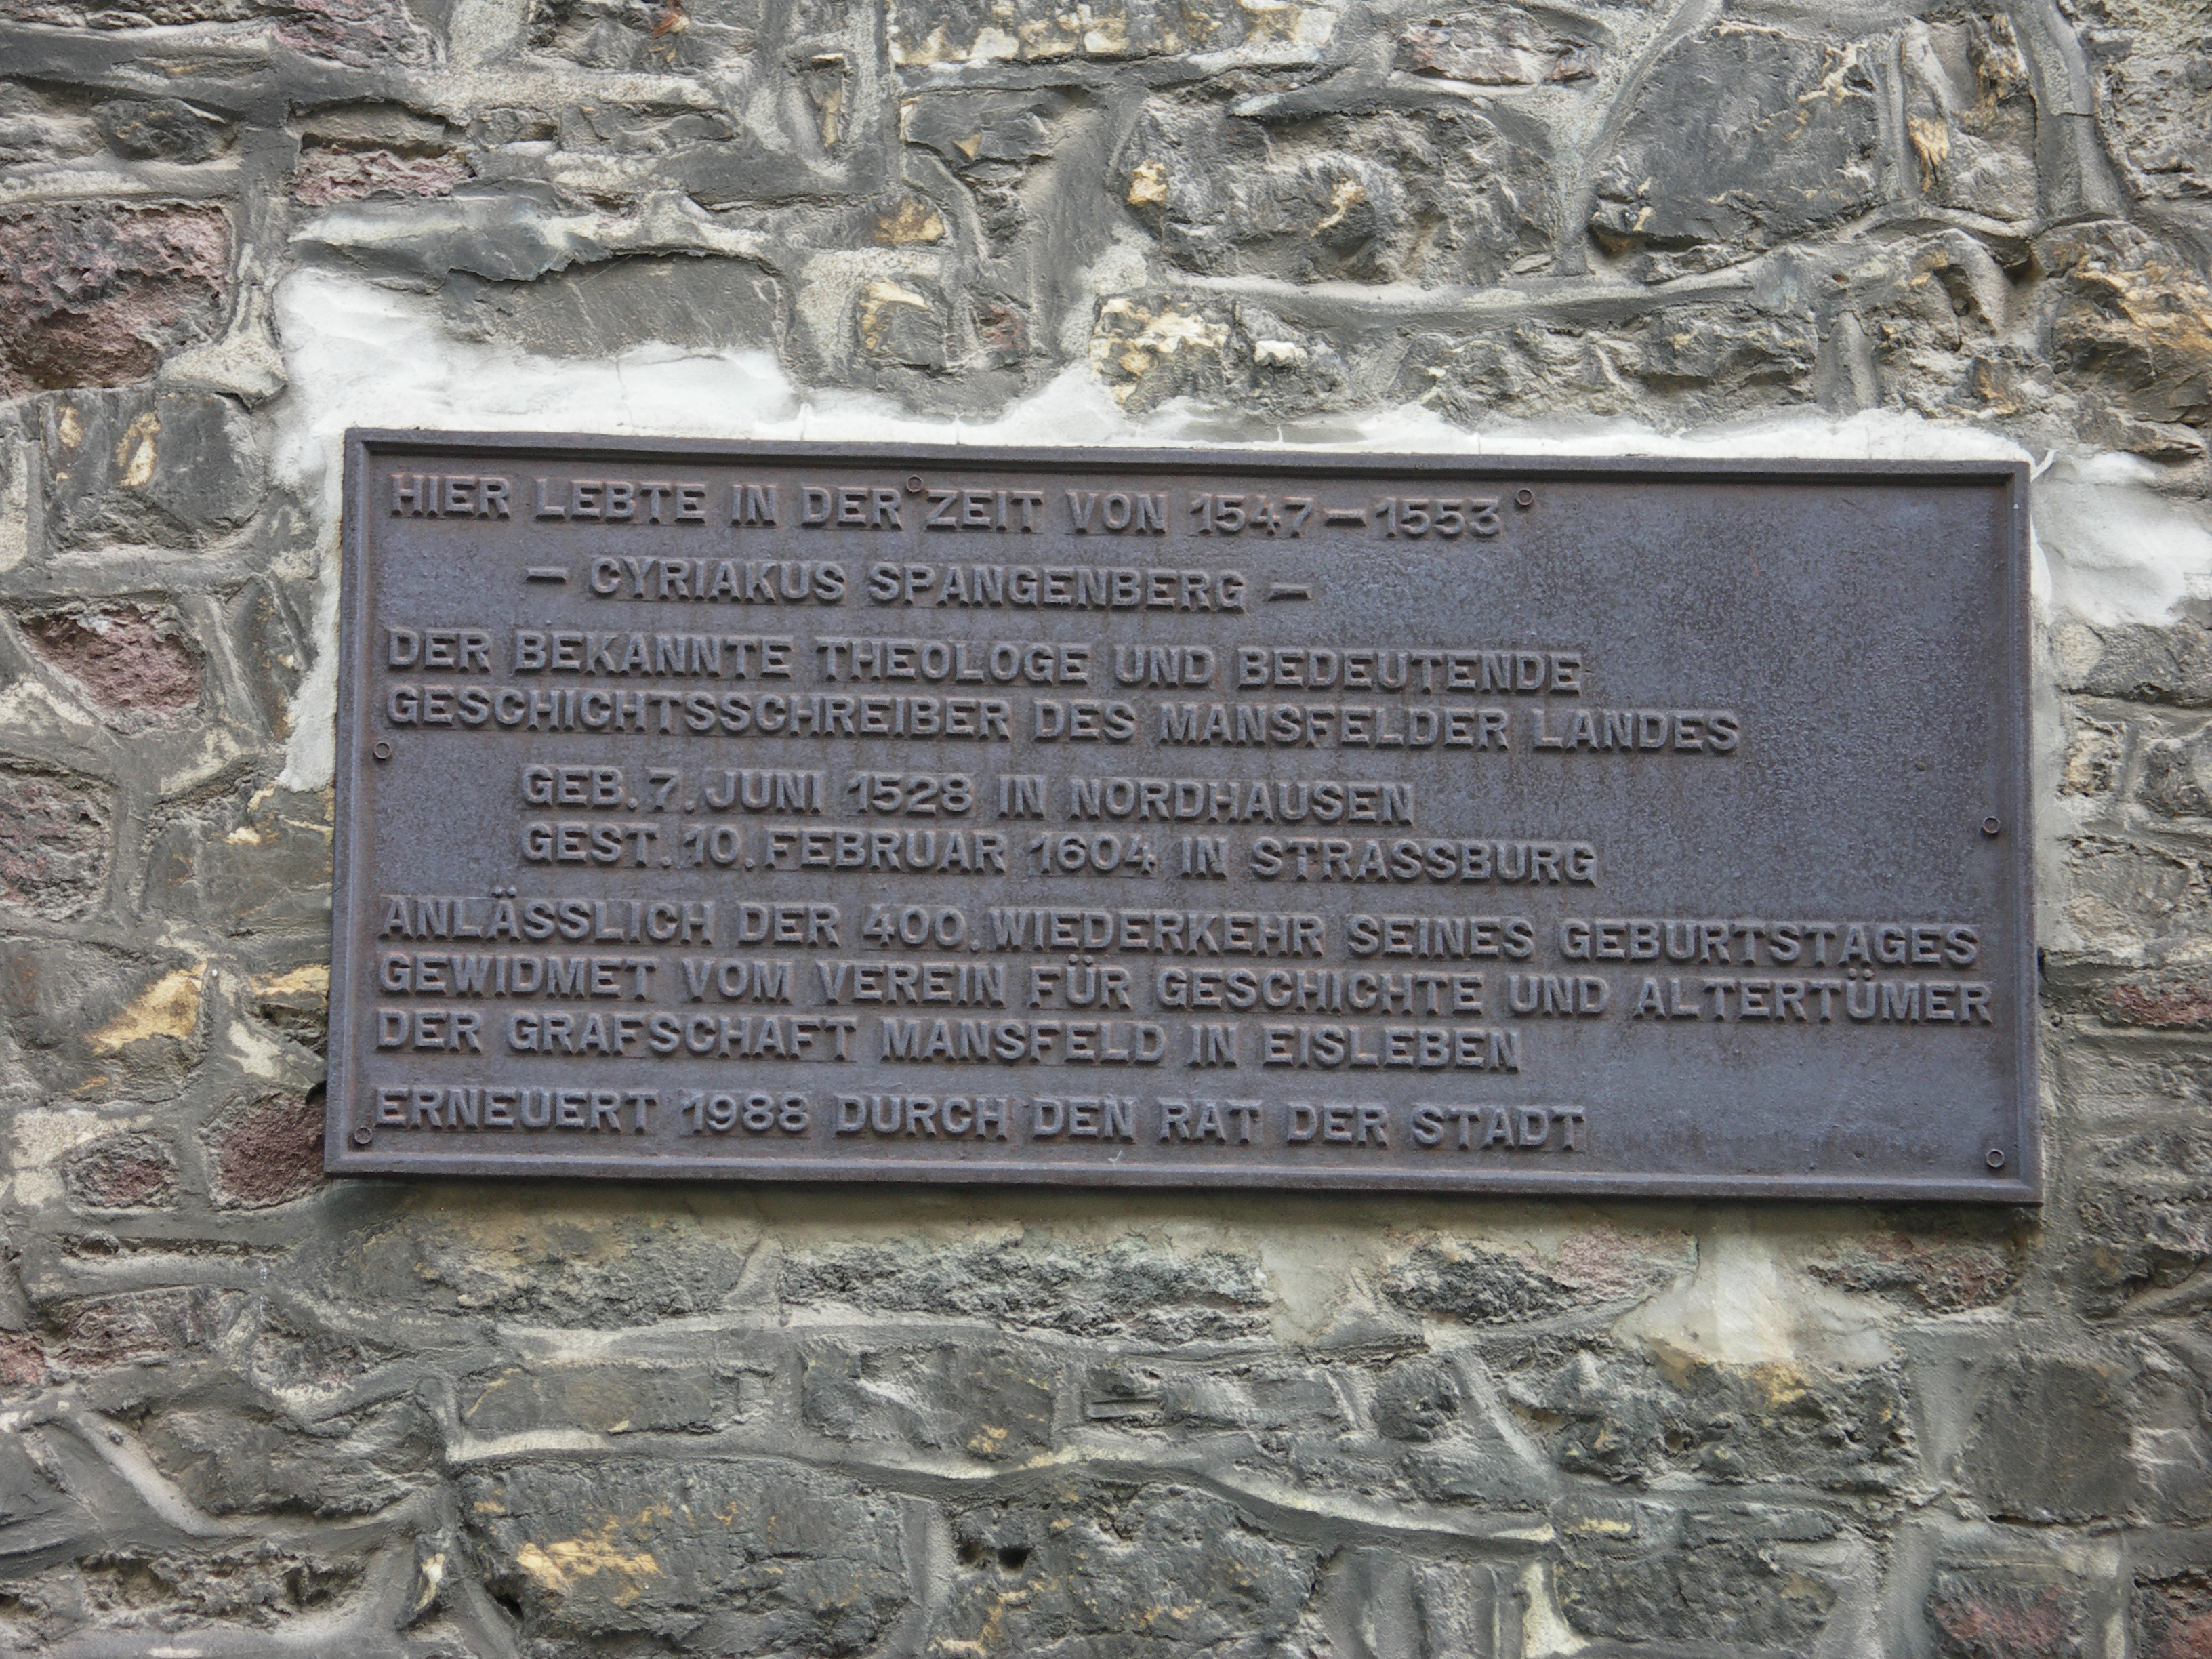 HIER LEBTE IN DER ZEIT VON 1547 – 1553
– CYRIAKUS SPANGENBERG –
DER BEKANNTE THEOLOGE UND BEDEUTENDE
GESCHICHTSSCHREIBER DES MANSFELDER LANDES
GEB. 7. JUNI 1528 IN NORDHAUSEN
GEST. 10. FEBRUAR 1604 IN STRASSBURG
ANLÄSSLICH DER 400. WIEDERKEHR SEINES GEBURTSTAGES
GEWIDMET VOM VEREIN FÜR GESCHICHTE UND ALTERTÜMER
DER GRAFSCHAFT MANSFELD IN EISLEBEN
ERNEUERT 1988 DURCH DEN RAT DER STADT